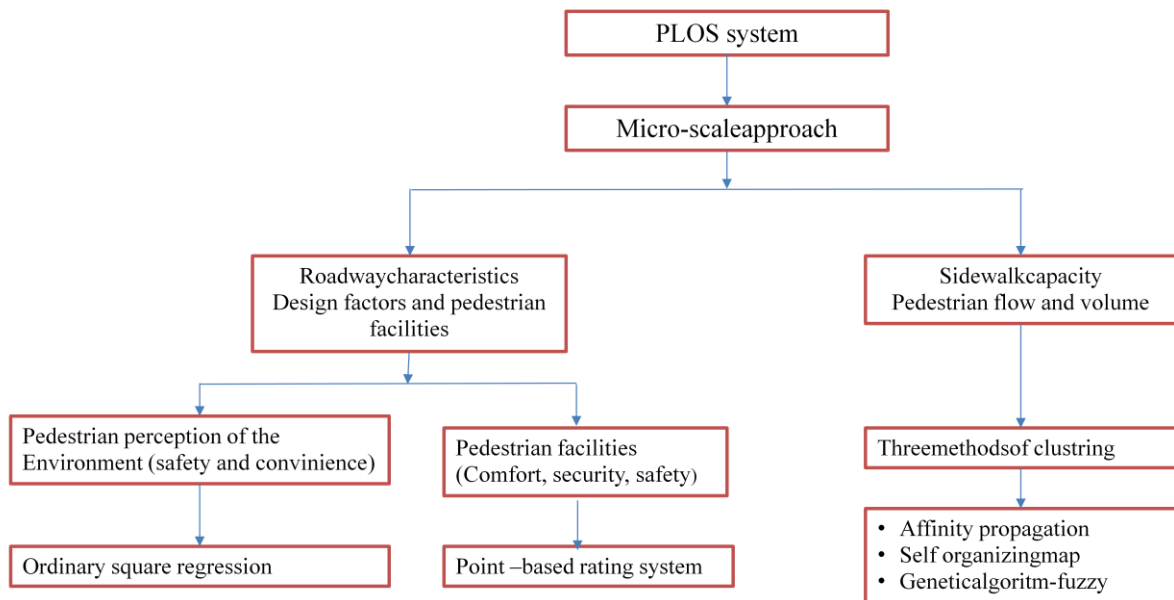 PLOS system
Micro-scaleapproach
Roadwaycharacteristics
Design factors and pedestrian
facilities
Sidewalkcapacity
Pedestrian flow and volume
Pedestrian perception of the
Environment (safety and convinience)
Pedestrian facilities
(Comfort, security, safety)
Threemethodsof clustring
Ordinary square regression
Point –based rating system
• Affinity propagation
• Self organizingmap
• Geneticalgoritm-fuzzy